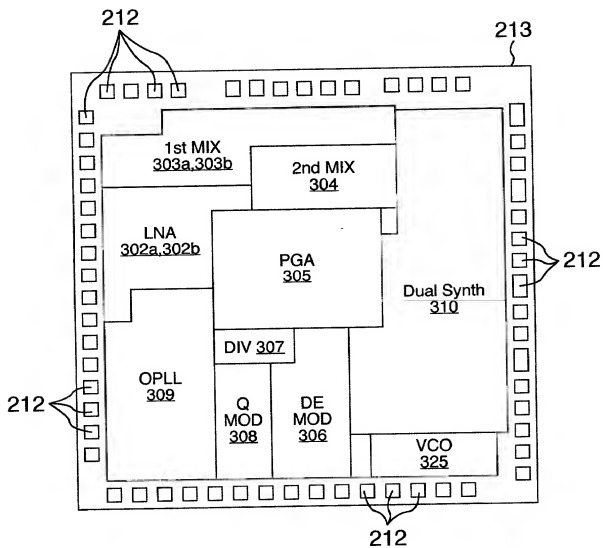 212
213
1st MIX
303a,303b
2nd MIX
304
LNA
302a,302b
PGA
305
212
Dual Synth
310
DIV 307
OPLL
309
212
Q
MOD
308
DE
MOD
306
VCO
325
212